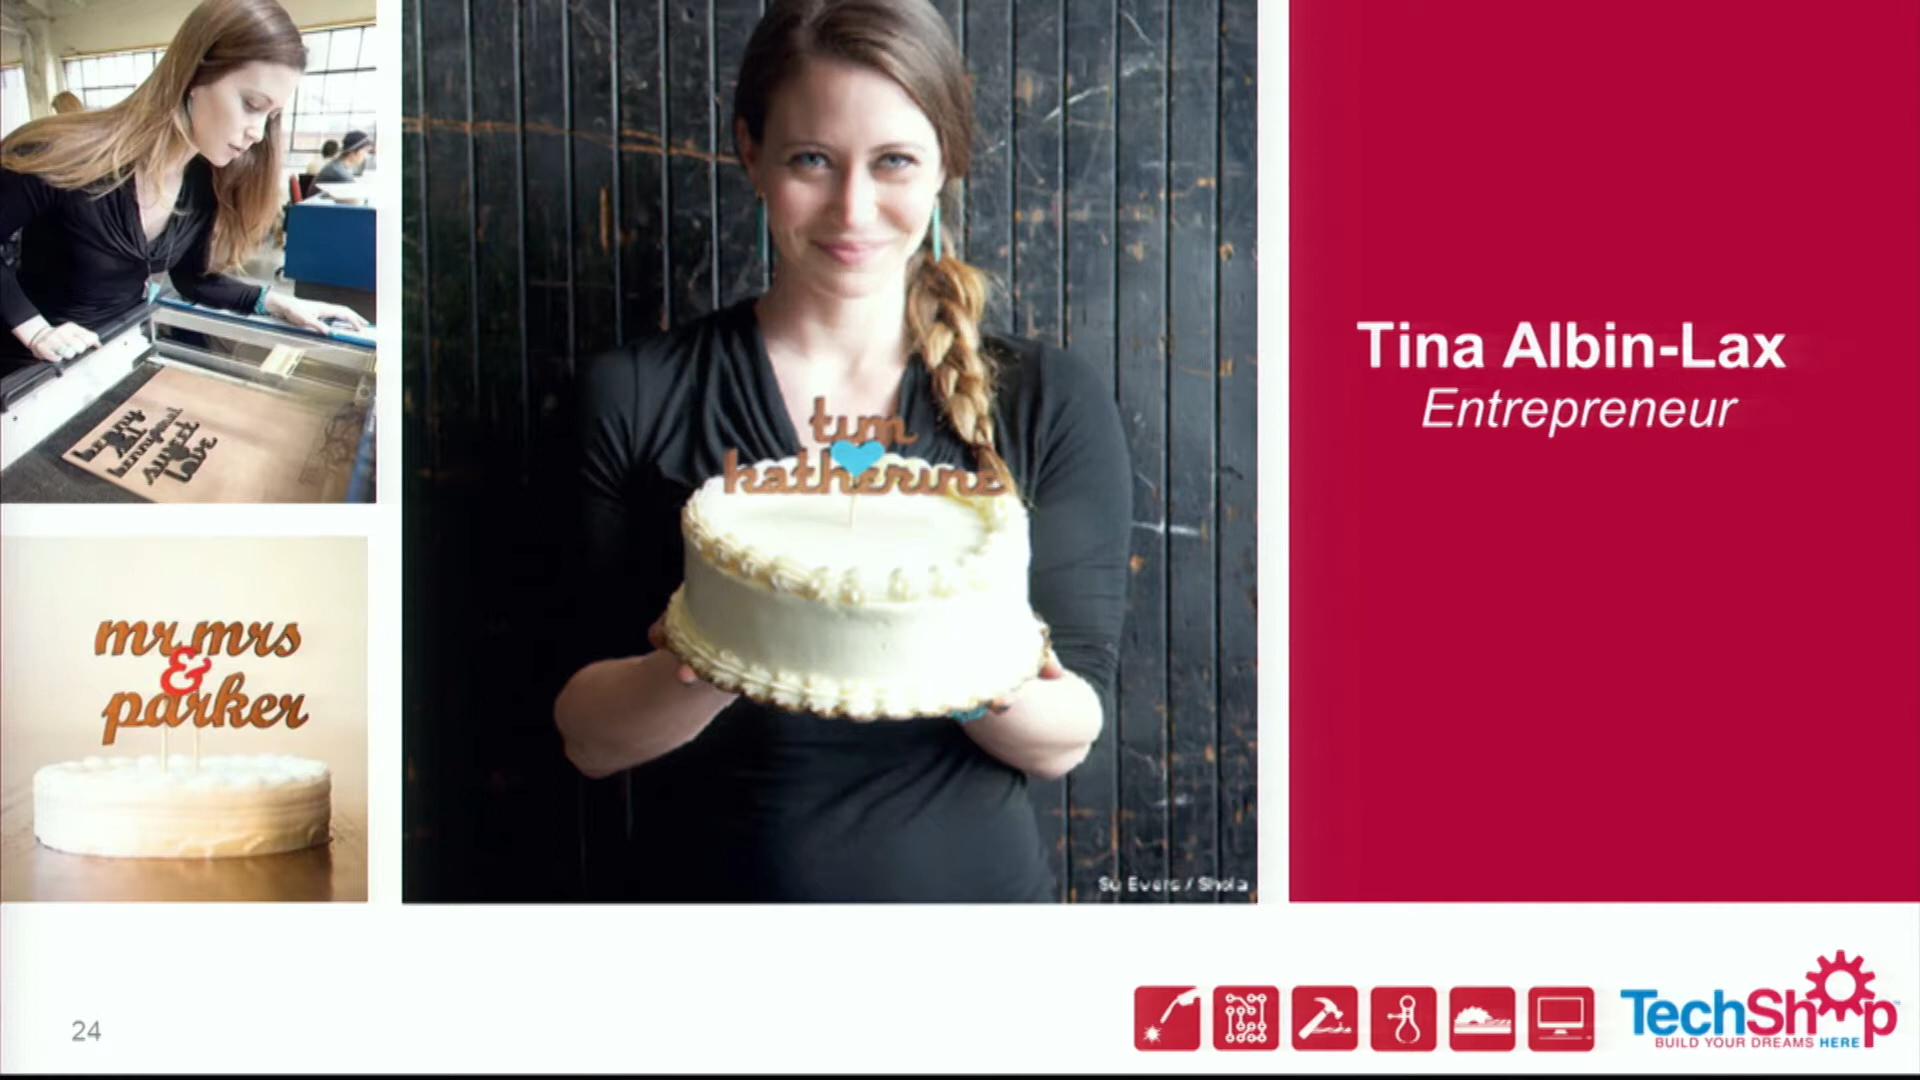 tim
katherine
mr. mrs
&
parker
Tina Albin-Lax
Entrepreneur
Su Evers / Shola
24
TechShop
BUILD YOUR DREAMS HERE